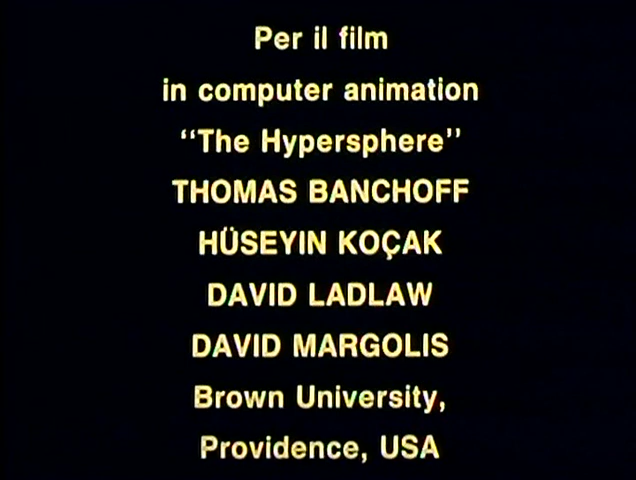 Per il film
in computer animation
"The Hypersphere"
THOMAS BANCHOFF
HÜSEYIN KOÇAK
DAVID LADLAW
DAVID MARGOLIS
Brown University,
Providence, USA